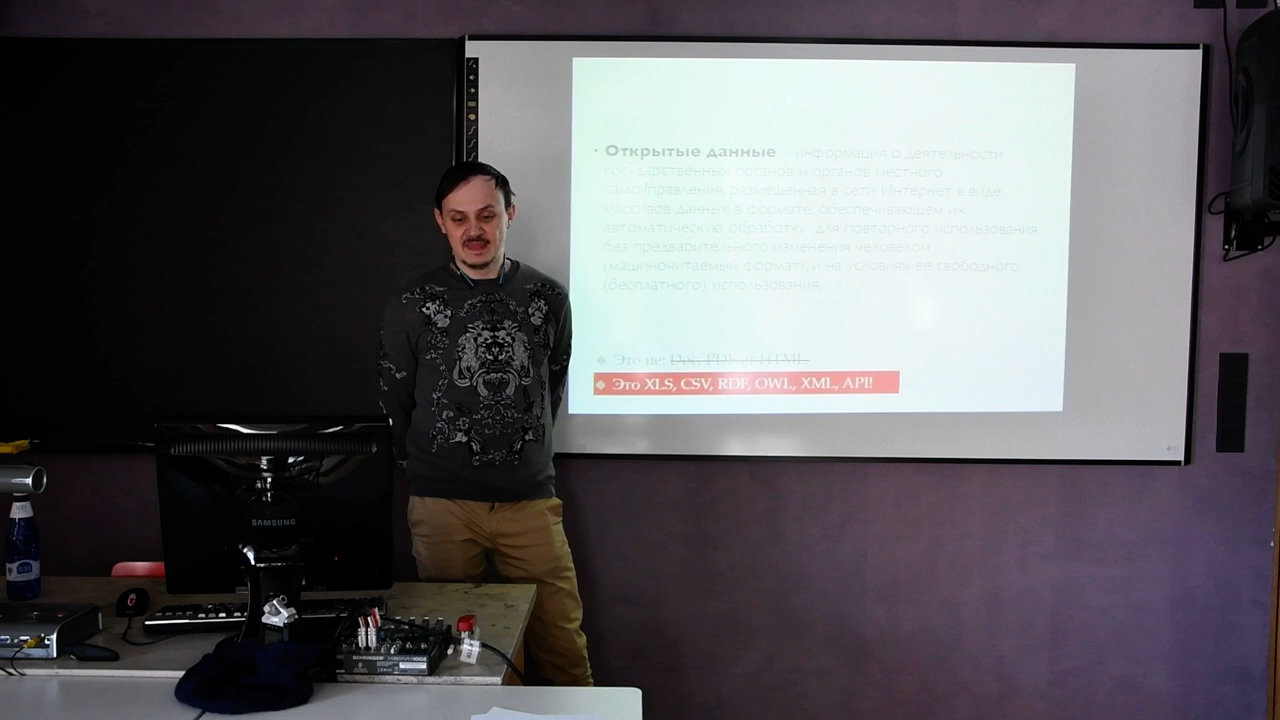 • Открытые данные информация о деятельности
государственных органов и органов местного
самоуправления, размещенная в сети Интернет в виде
массивов данных в формате, обеспечивающем их
автоматическую обработку для повторного использования
без предварительного изменения человеком
(машиночитаемый формат), и на условиях ее свободного
(бесплатного) использования.
Это не: Doc, PDF и HTML
Это XLS, CSV, RDF, OWL, XML, API!
SAMSUNG
BEHRINGER